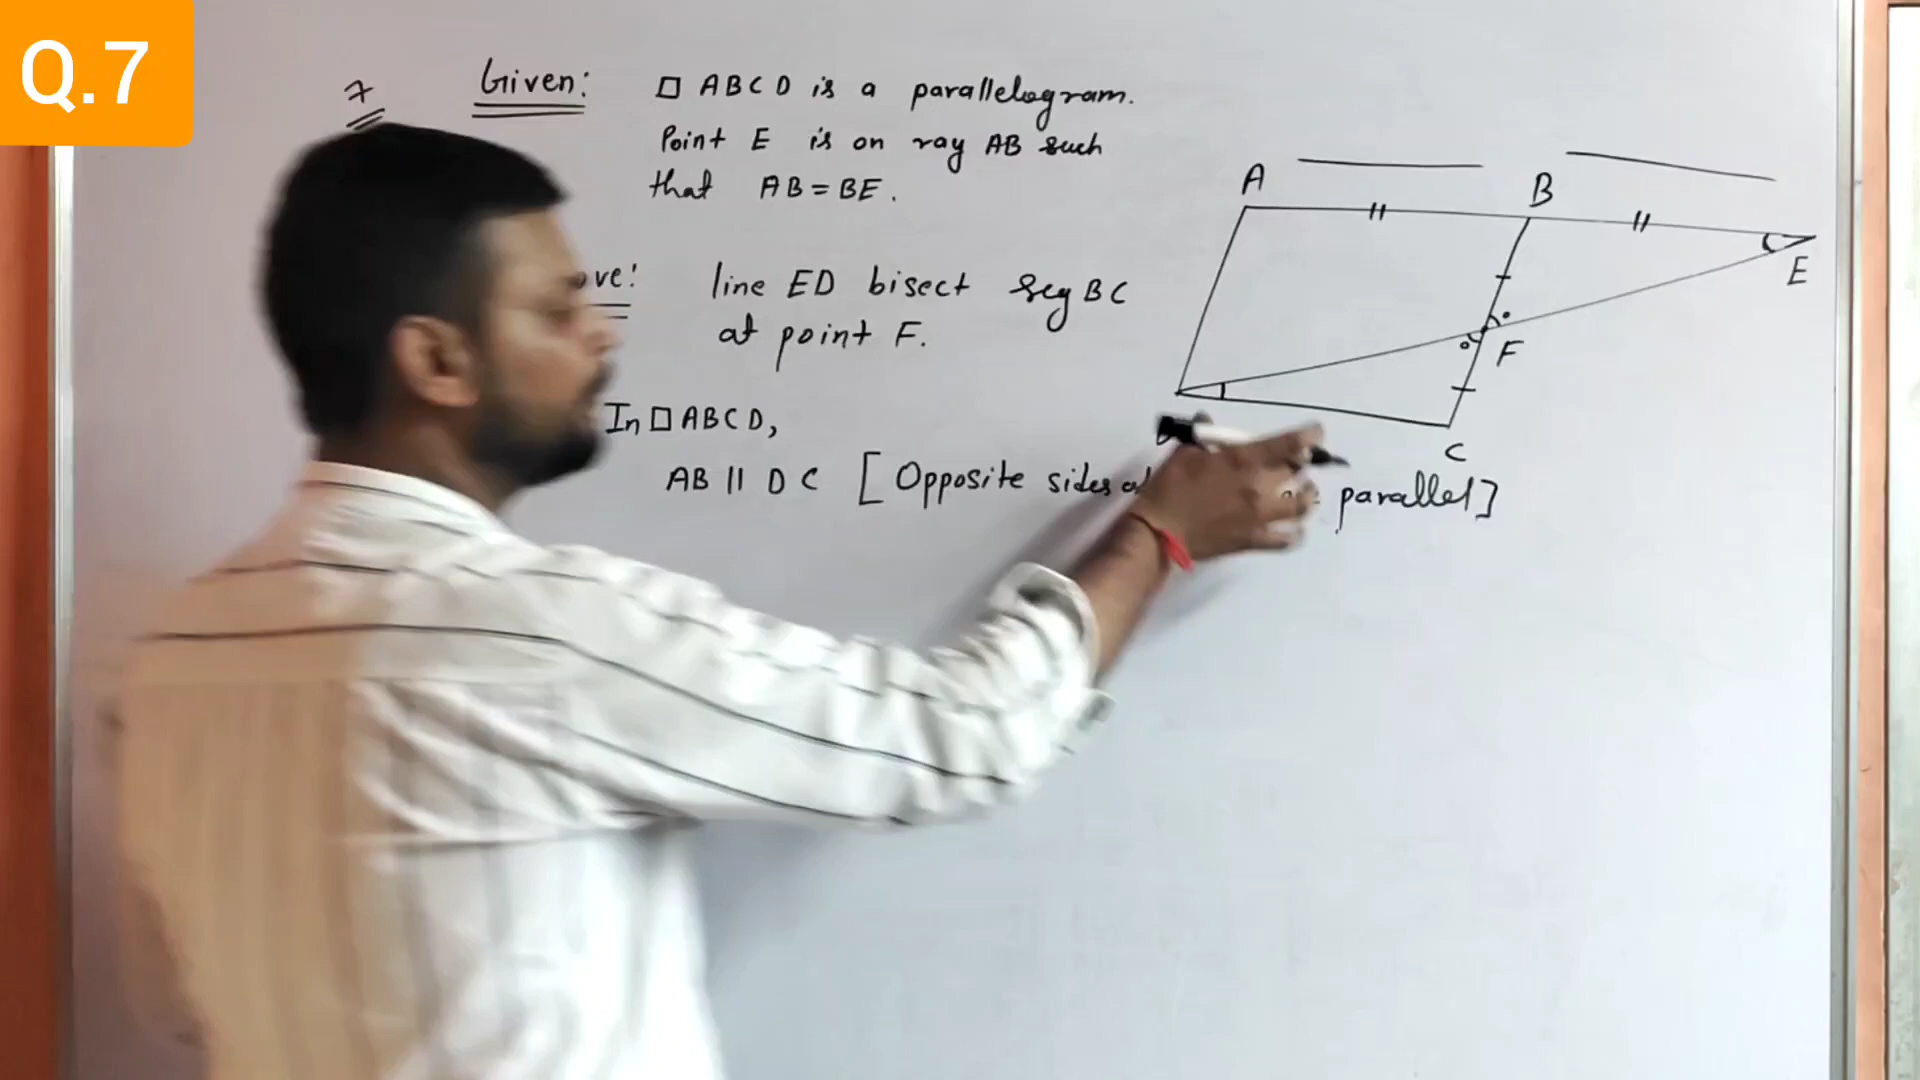 Q.7
7
Given:
□ ABCD is a parallelogram.
Point E is on ray AB such
that AB = BE.
line ED bisect seg BC
at point F.
In □ ABCD,
AB || DC [Opposite sides parallel]
A
B
E
F
C